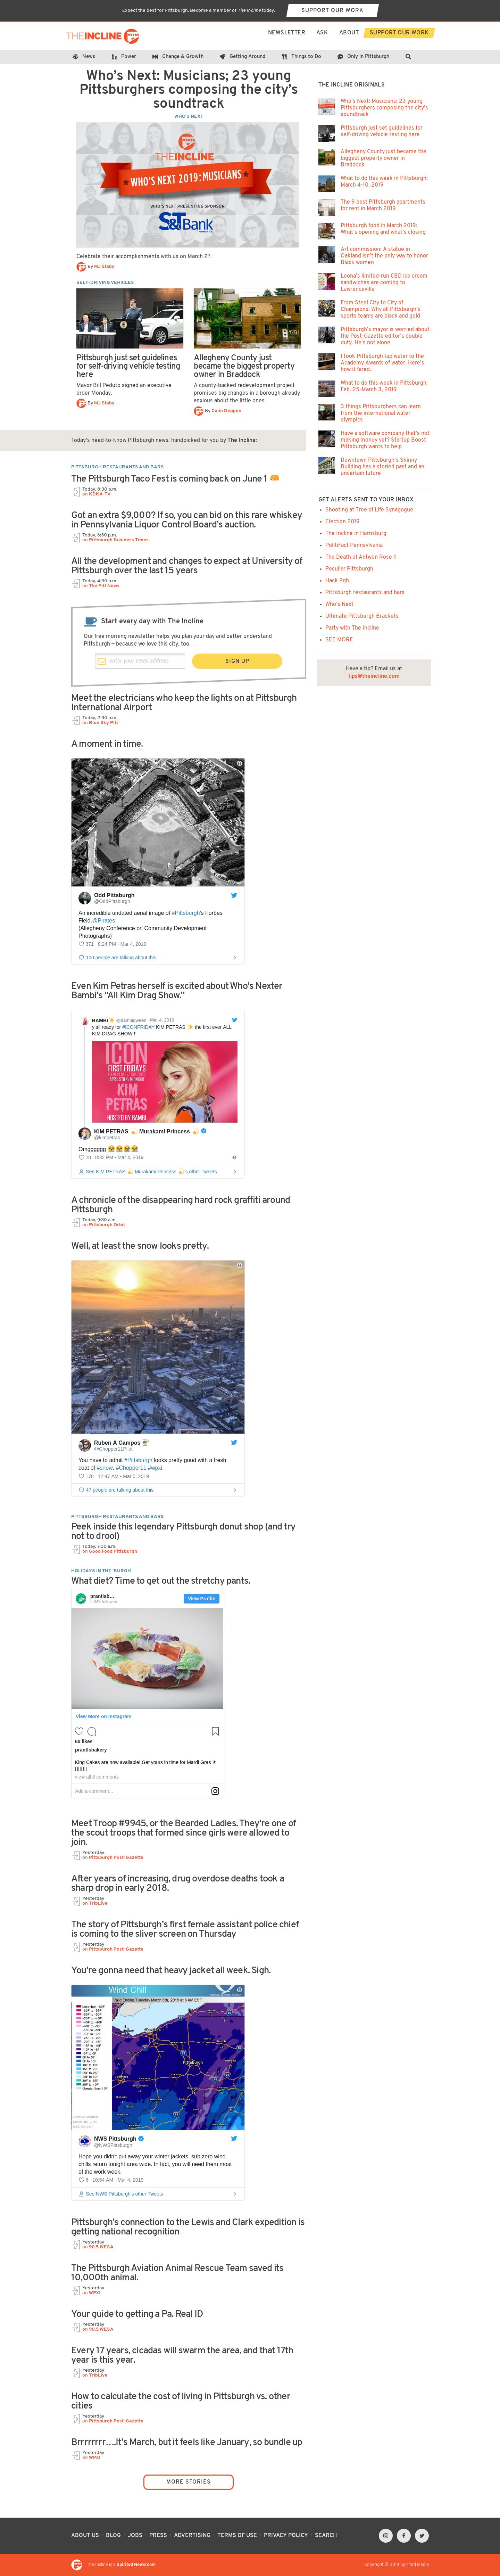 Expect the best for Pittsburgh. Become a member of The Incline today.
SUPPORT OUR WORK
THEINCLINE
NEWSLETTER
ASK
ABOUT
SUPPORT OUR WORK
News
Power
Change & Growth
Getting Around
Things to Do
Only in Pittsburgh
Who's Next: Musicians; 23 young
Pittsburghers composing the city's
soundtrack
WHO'S NEXT
THEINCLINE
WHO'S NEXT 2019: MUSICIANS
WHO'S NEXT PRESENTING SPONSOR
S&T Bank
Celebrate their accomplishments with us on March 27.
By MJ Slaby
SELF-DRIVING VEHICLES
Pittsburgh just set guidelines
for self-driving vehicle testing
here
Mayor Bill Peduto signed an executive
order Monday.
By MJ Slaby
Allegheny County just
became the biggest property
owner in Braddock
A county-backed development project
promises big changes in a borough already
anxious about the little ones.
By Colin Deppen
Today's need-to-know Pittsburgh news, handpicked for you by The Incline:
PITTSBURGH RESTAURANTS AND BARS
The Pittsburgh Taco Fest is coming back on June 1
Today, 8:30 p.m.
on KDKA-TV
Got an extra $9,000? If so, you can bid on this rare whiskey
in Pennsylvania Liquor Control Board's auction.
Today, 6:30 p.m.
on Pittsburgh Business Times
All the development and changes to expect at University of
Pittsburgh over the last 15 years
Today, 4:30 p.m.
on The Pitt News
Start every day with The Incline
Our free morning newsletter helps you plan your day and better understand
Pittsburgh — because we love this city, too.
enter your email address
SIGN UP
Meet the electricians who keep the lights on at Pittsburgh
International Airport
Today, 2:30 p.m.
on Blue Sky Pitt
A moment in time.
Odd Pittsburgh
@OddPittsburgh
An incredible undated aerial image of #Pittsburgh's Forbes
Field.@Pirates
(Allegheny Conference on Community Development
Photographs)
371 8:24 PM - Mar 4, 2019
100 people are talking about this
Even Kim Petras herself is excited about Who's Nexter
Bambi's “All Kim Drag Show.”
BAMBI @bambiqween · Mar 4, 2019
y'all ready for #ICONFRIDAY KIM PETRAS ⚡ the first ever ALL
KIM DRAG SHOW !!
ICON
FIRST FRIDAYS
KIM
PETRAS
HOSTED BY BAMBI
KIM PETRAS 💫 Murakami Princess 💫
@kimpetras
Omgggggg 😭😭😭😭
28 8:32 PM - Mar 4, 2019
See KIM PETRAS 💫 Murakami Princess 💫's other Tweets
A chronicle of the disappearing hard rock graffiti around
Pittsburgh
Today, 9:30 a.m.
on Pittsburgh Orbit
Well, at least the snow looks pretty.
Ruben A Campos
@Chopper11Pilot
You have to admit #Pittsburgh looks pretty good with a fresh
coat of #snow. #Chopper11 #wpxi
178 12:47 AM - Mar 5, 2019
47 people are talking about this
PITTSBURGH RESTAURANTS AND BARS
Peek inside this legendary Pittsburgh donut shop (and try
not to drool)
Today, 7:30 a.m.
on Good Food Pittsburgh
HOLIDAYS IN THE 'BURGH
What diet? Time to get out the stretchy pants.
prantlsb...
View Profile
View More on Instagram
60 likes
prantlsbakery
King Cakes are now available! Get yours in time for Mardi Gras ⚜
view all 6 comments
Add a comment...
Meet Troop #9945, or the Bearded Ladies. They're one of
the scout troops that formed since girls were allowed to
join.
Yesterday
on Pittsburgh Post-Gazette
After years of increasing, drug overdose deaths took a
sharp drop in early 2018.
Yesterday
on TribLive
The story of Pittsburgh's first female assistant police chief
is coming to the sliver screen on Thursday
Yesterday
on Pittsburgh Post-Gazette
You're gonna need that heavy jacket all week. Sigh.
Wind Chill
Valid Ending Tuesday March 5th, 2019 at 8 AM EST
Pittsburgh
NWS Pittsburgh
@NWSPittsburgh
Hope you didn't put away your winter jackets, sub zero wind
chills return tonight area wide. In fact, you will need them most
of the work week.
6 10:54 AM - Mar 4, 2019
See NWS Pittsburgh's other Tweets
Pittsburgh's connection to the Lewis and Clark expedition is
getting national recognition
Yesterday
on 90.5 WESA
The Pittsburgh Aviation Animal Rescue Team saved its
10,000th animal.
Yesterday
on WPXI
Your guide to getting a Pa. Real ID
Yesterday
on 90.5 WESA
Every 17 years, cicadas will swarm the area, and that 17th
year is this year.
Yesterday
on TribLive
How to calculate the cost of living in Pittsburgh vs. other
cities
Yesterday
on Pittsburgh Post-Gazette
Brrrrrrr....It's March, but it feels like January, so bundle up
Yesterday
on WPXI
MORE STORIES
THE INCLINE ORIGINALS
Who's Next: Musicians; 23 young
Pittsburghers composing the city's
soundtrack
Pittsburgh just set guidelines for
self-driving vehicle testing here
Allegheny County just became the
biggest property owner in
Braddock
What to do this week in Pittsburgh:
March 4-10, 2019
The 9 best Pittsburgh apartments
for rent in March 2019
Pittsburgh food in March 2019:
What's opening and what's closing
Art commission: A statue in
Oakland isn't the only way to honor
Black women
Leona's limited-run CBD ice cream
sandwiches are coming to
Lawrenceville
From Steel City to City of
Champions: Why all Pittsburgh's
sports teams are black and gold
Pittsburgh's mayor is worried about
the Post-Gazette editor's double
duty. He's not alone.
I took Pittsburgh tap water to the
Academy Awards of water. Here's
how it fared.
What to do this week in Pittsburgh:
Feb. 25-March 3, 2019
3 things Pittsburghers can learn
from the international water
olympics
Have a software company that's not
making money yet? Startup Boost
Pittsburgh wants to help
Downtown Pittsburgh's Skinny
Building has a storied past and an
uncertain future
GET ALERTS SENT TO YOUR INBOX
Shooting at Tree of Life Synagogue
Election 2019
The Incline in Harrisburg
PolitiFact Pennsylvania
The Death of Antwon Rose II
Peculiar Pittsburgh
Hack Pgh.
Pittsburgh restaurants and bars
Who's Next
Ultimate Pittsburgh Brackets
Party with The Incline
SEE MORE
Have a tip? Email us at
tips@theincline.com
ABOUT US · BLOG · JOBS · PRESS · ADVERTISING · TERMS OF USE · PRIVACY POLICY · SEARCH
The Incline is a Spirited Newsroom.
Copyright © 2019 Spirited Media